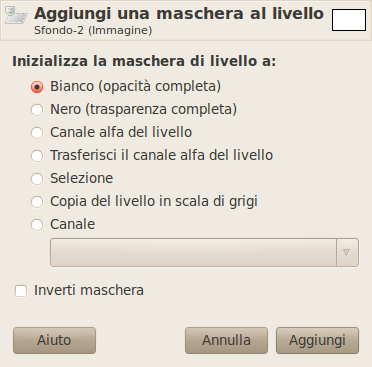 Aggiungi una maschera al livello
Sfondo-2 (Immagine)
Inizializza la maschera di livello a:
Bianco (opacità completa)
Nero (trasparenza completa)
Canale alfa del livello
Trasferisci il canale alfa del livello
Selezione
Copia del livello in scala di grigi
Canale
Inverti maschera
Aiuto
Annulla
Aggiungi